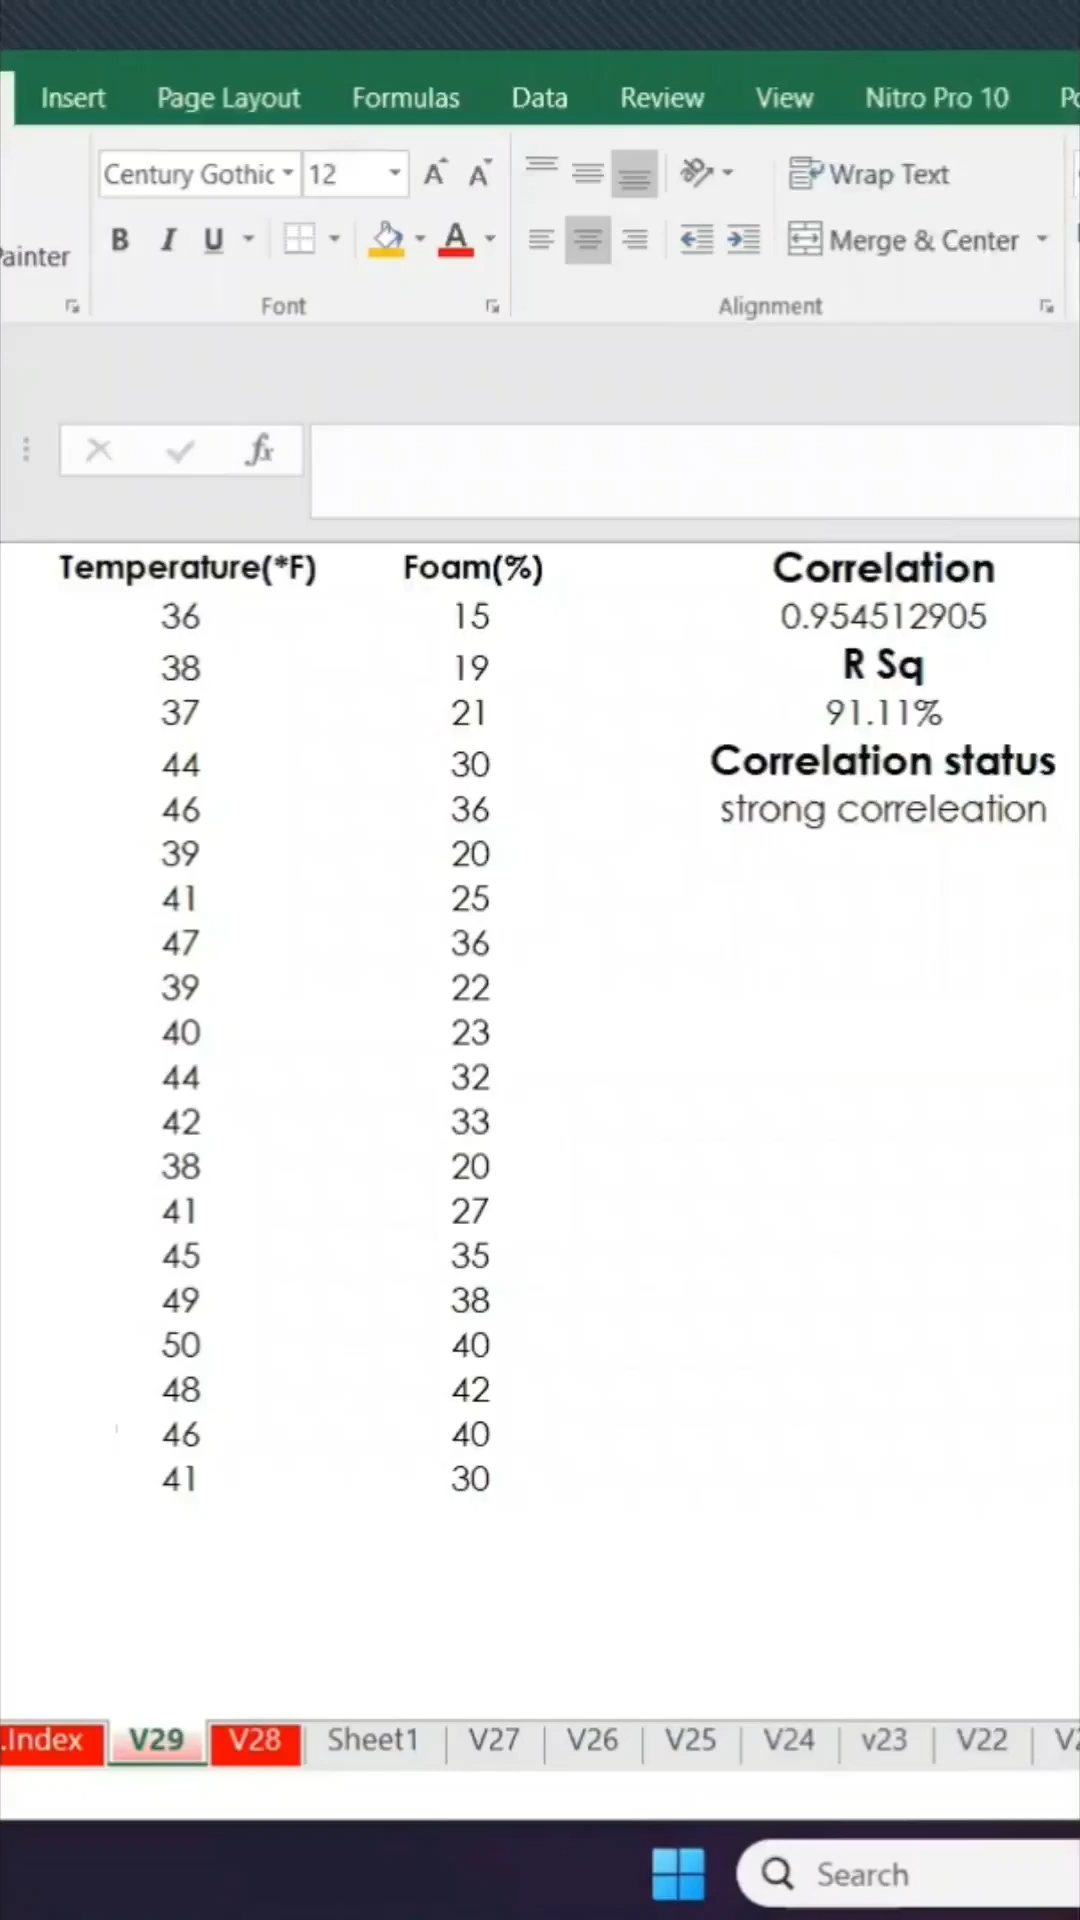 Insert Page Layout Formulas Data Review View Nitro Pro 10
Century Gothic 12 A A Wrap Text
Painter B I U A Merge & Center
Font Alignment
fx
Temperature(*F) Foam(%) Correlation
36 15 0.954512905
38 19 R Sq
37 21 91.11%
44 30 Correlation status
46 36 strong correleation
39 20
41 25
47 36
39 22
40 23
44 32
42 33
38 20
41 27
45 35
49 38
50 40
48 42
46 40
41 30
.Index V29 V28 Sheet1 V27 V26 V25 V24 v23 V22
Search